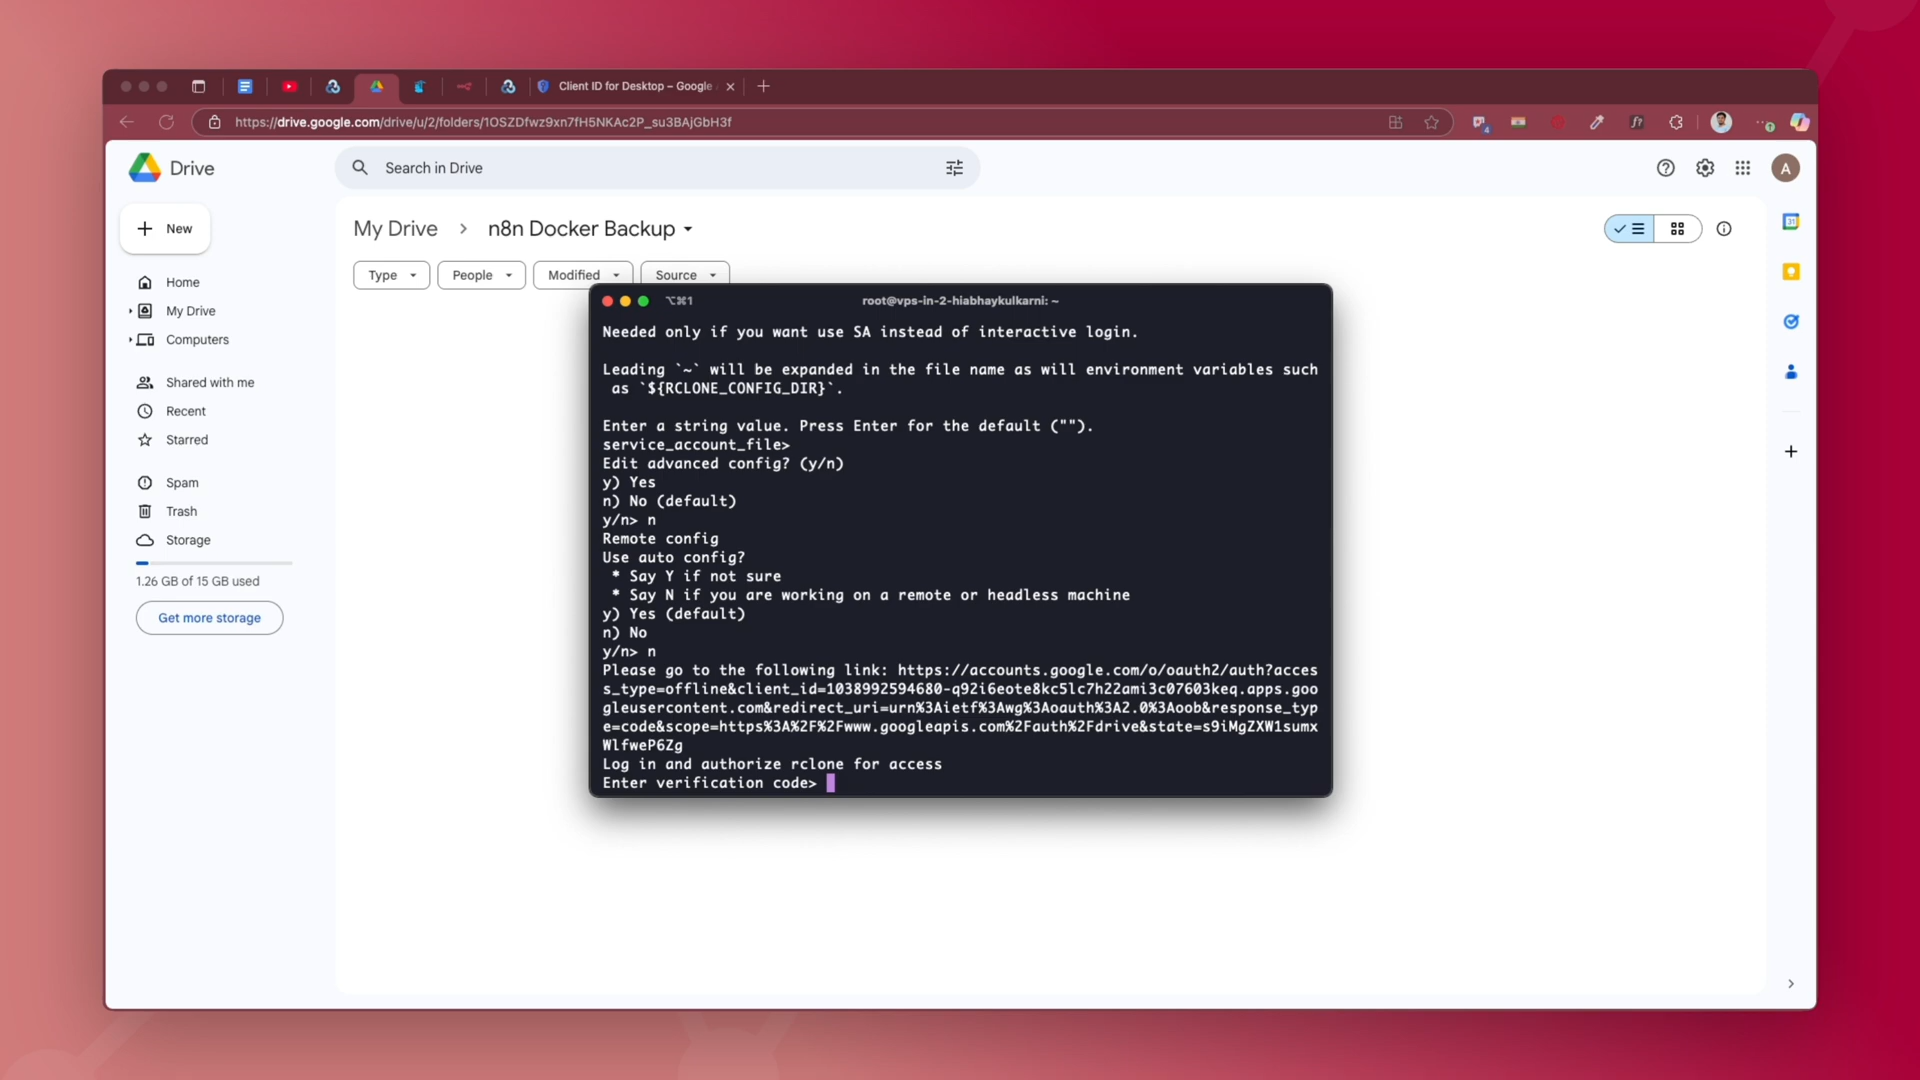 Client ID for Desktop – Google
https://drive.google.com/drive/u/2/folders/1OSZDfwz9xn7fH5NKAc2P_su3BAjGbH3f
Drive
Search in Drive
A
New
My Drive
n8n Docker Backup
Type
People
Modified
Source
Home
My Drive
Computers
Shared with me
Recent
Starred
Spam
Trash
Storage
1.26 GB of 15 GB used
Get more storage
⌥⌘1
root@vps-in-2-hiabhaykulkarni: ~
Needed only if you want use SA instead of interactive login.
Leading `~` will be expanded in the file name as will environment variables such
as `${RCLONE_CONFIG_DIR}`.
Enter a string value. Press Enter for the default ("").
service_account_file>
Edit advanced config? (y/n)
y) Yes
n) No (default)
y/n> n
Remote config
Use auto config?
* Say Y if not sure
* Say N if you are working on a remote or headless machine
y) Yes (default)
n) No
y/n> n
Please go to the following link: https://accounts.google.com/o/oauth2/auth?acces
s_type=offline&client_id=1038992594680-q92i6eote8kc5lc7h22ami3c07603keq.apps.goo
gleusercontent.com&redirect_uri=urn%3Aietf%3Awg%3Aoauth%3A2.0%3Aoob&response_typ
e=code&scope=https%3A%2F%2Fwww.googleapis.com%2Fauth%2Fdrive&state=s9iMgZXW1sumx
WlfweP6Zg
Log in and authorize rclone for access
Enter verification code>